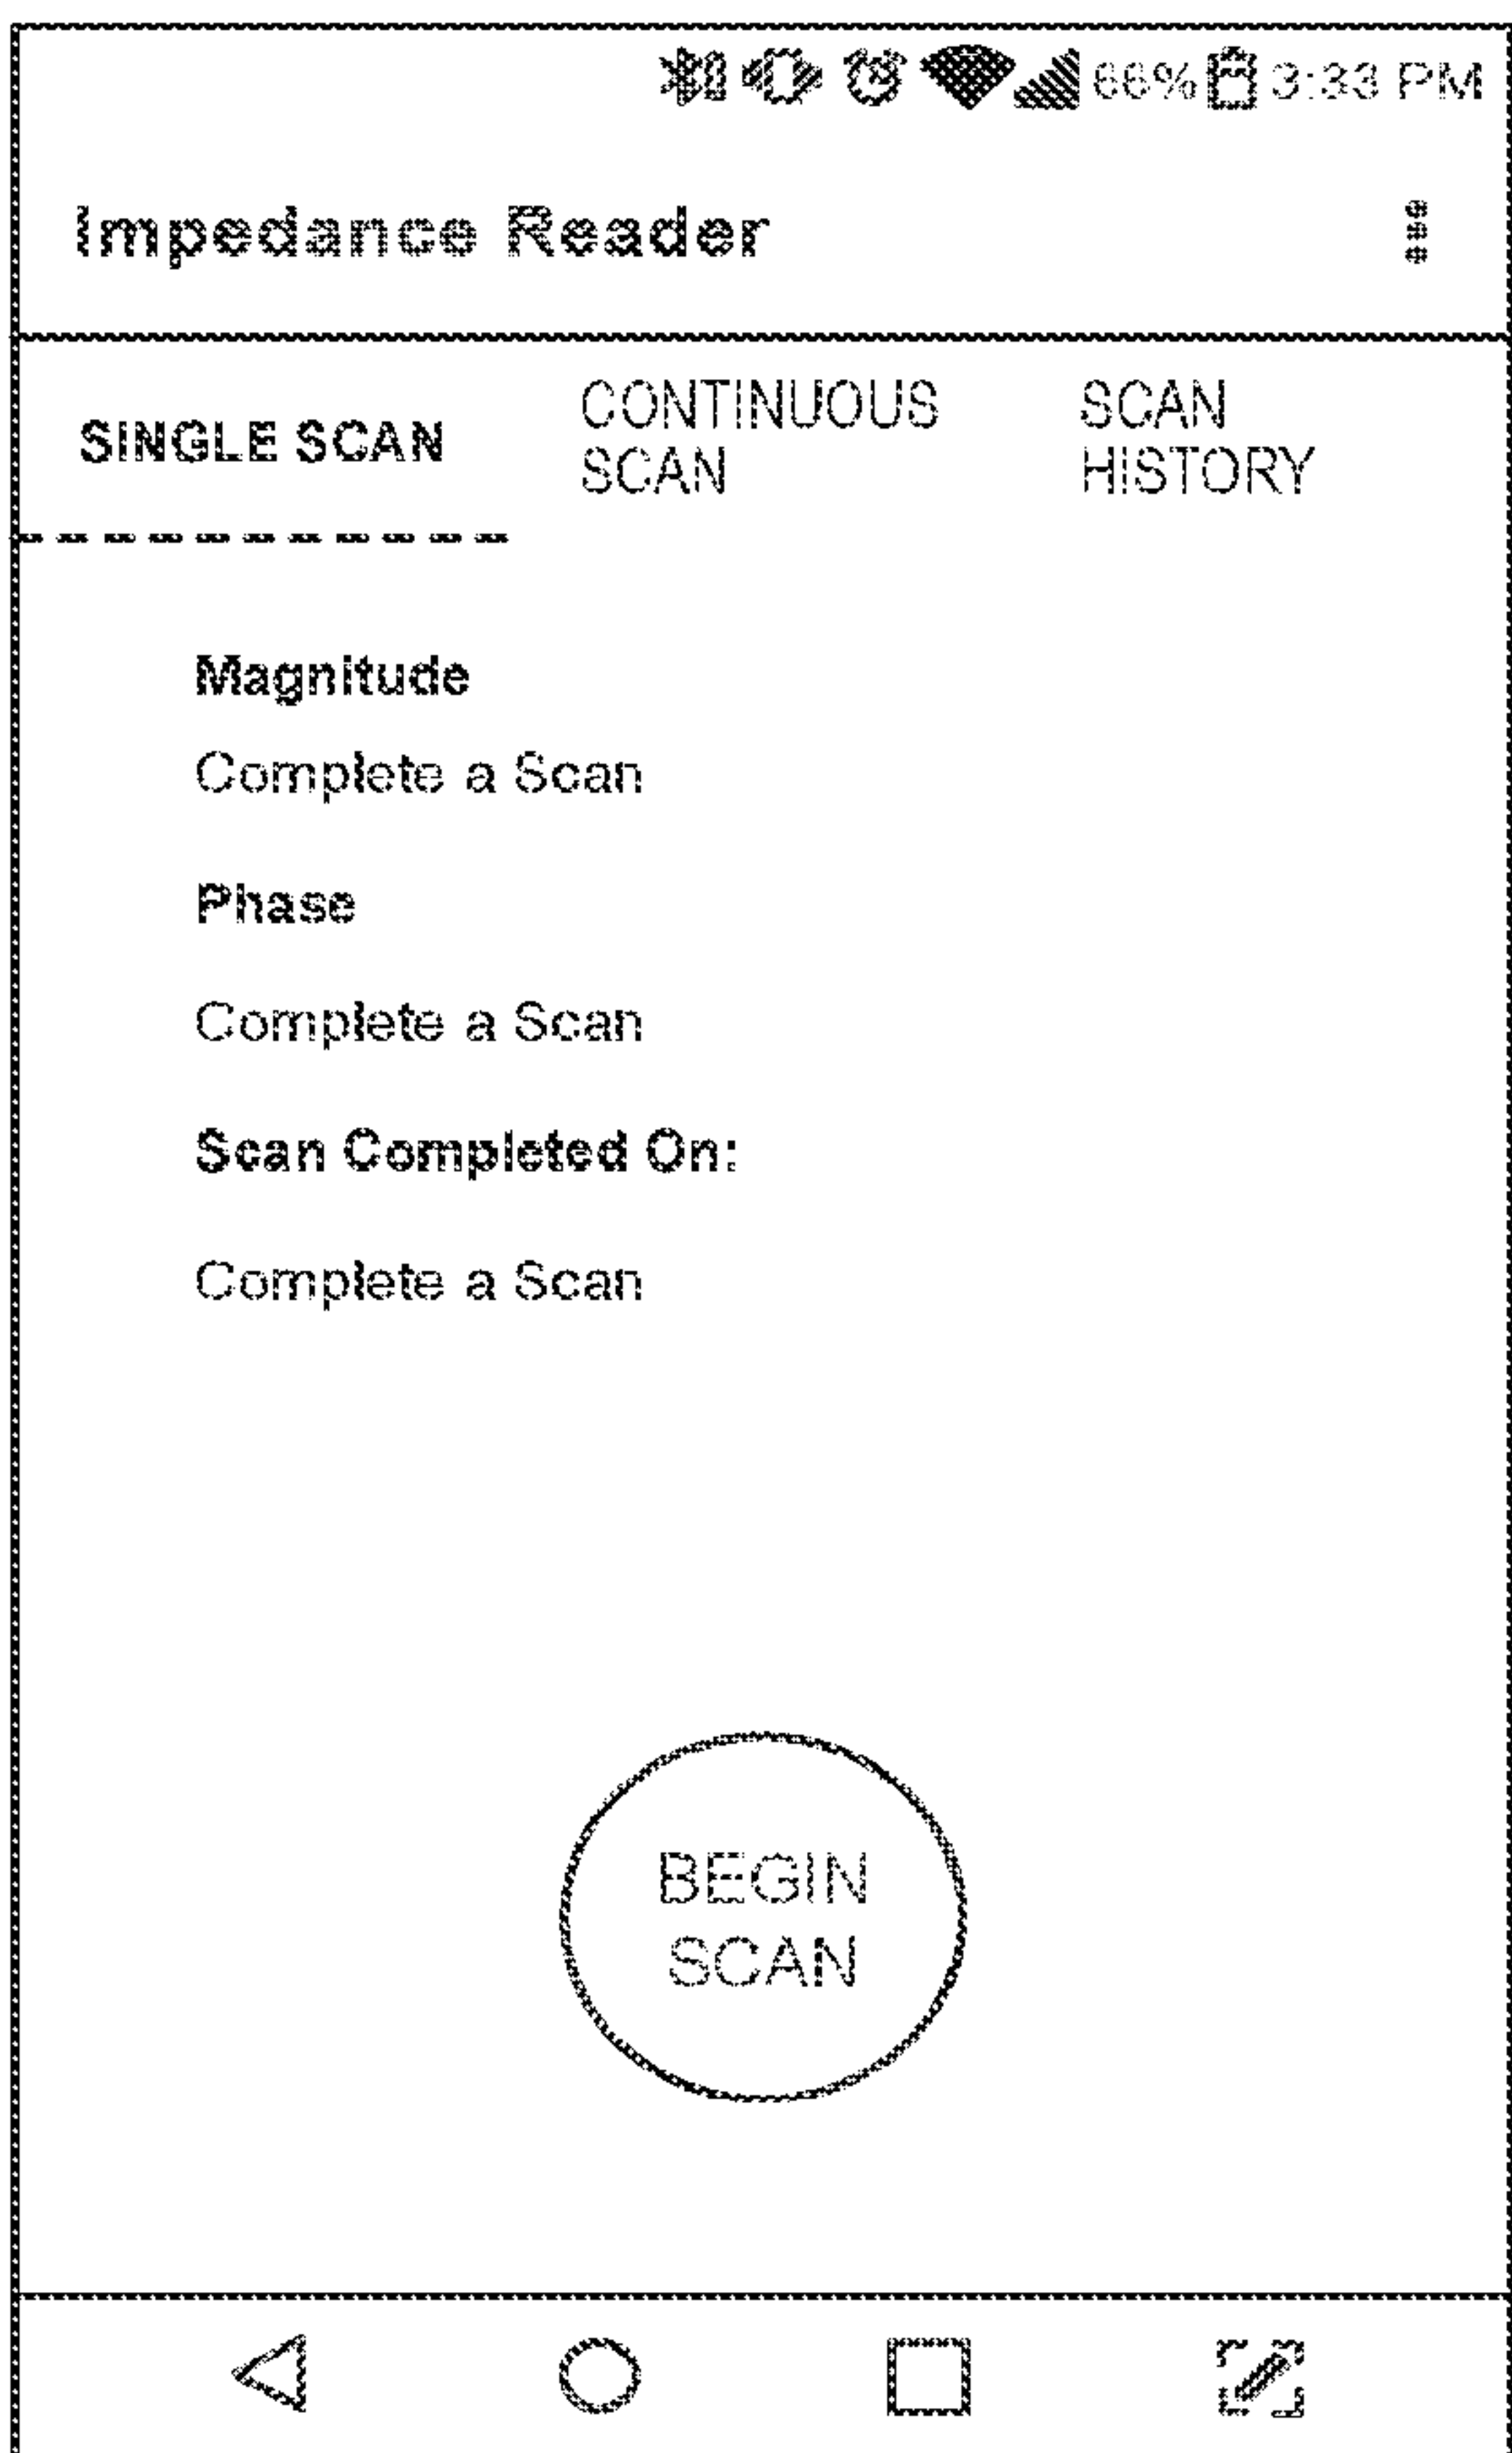 66% 3:33 PM
Impedance Reader
SINGLE SCAN
CONTINUOUS
SCAN
SCAN
HISTORY
Magnitude
Complete a Scan
Phase
Complete a Scan
Scan Completed On:
Complete a Scan
BEGIN
SCAN